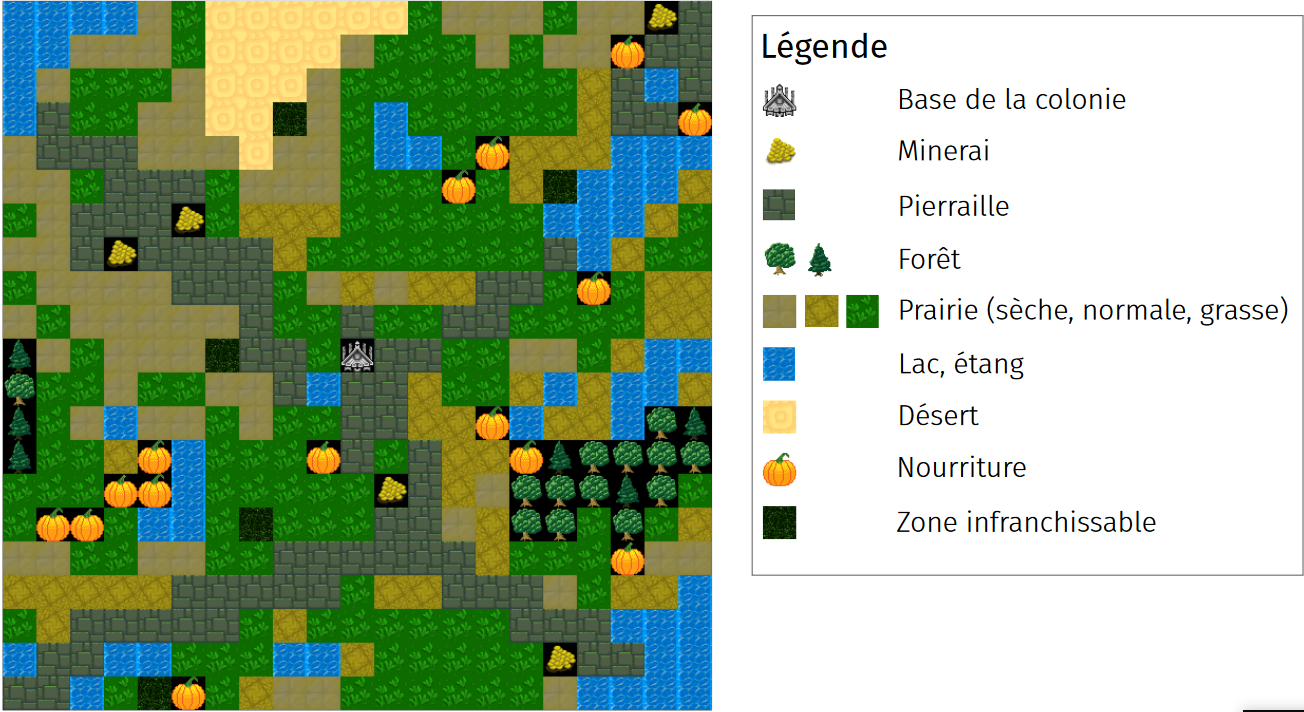 Légende
Base de la colonie
Minerai
Pierraille
Forêt
Prairie (sèche, normale, grasse)
Lac, étang
Désert
Nourriture
Zone infranchissable